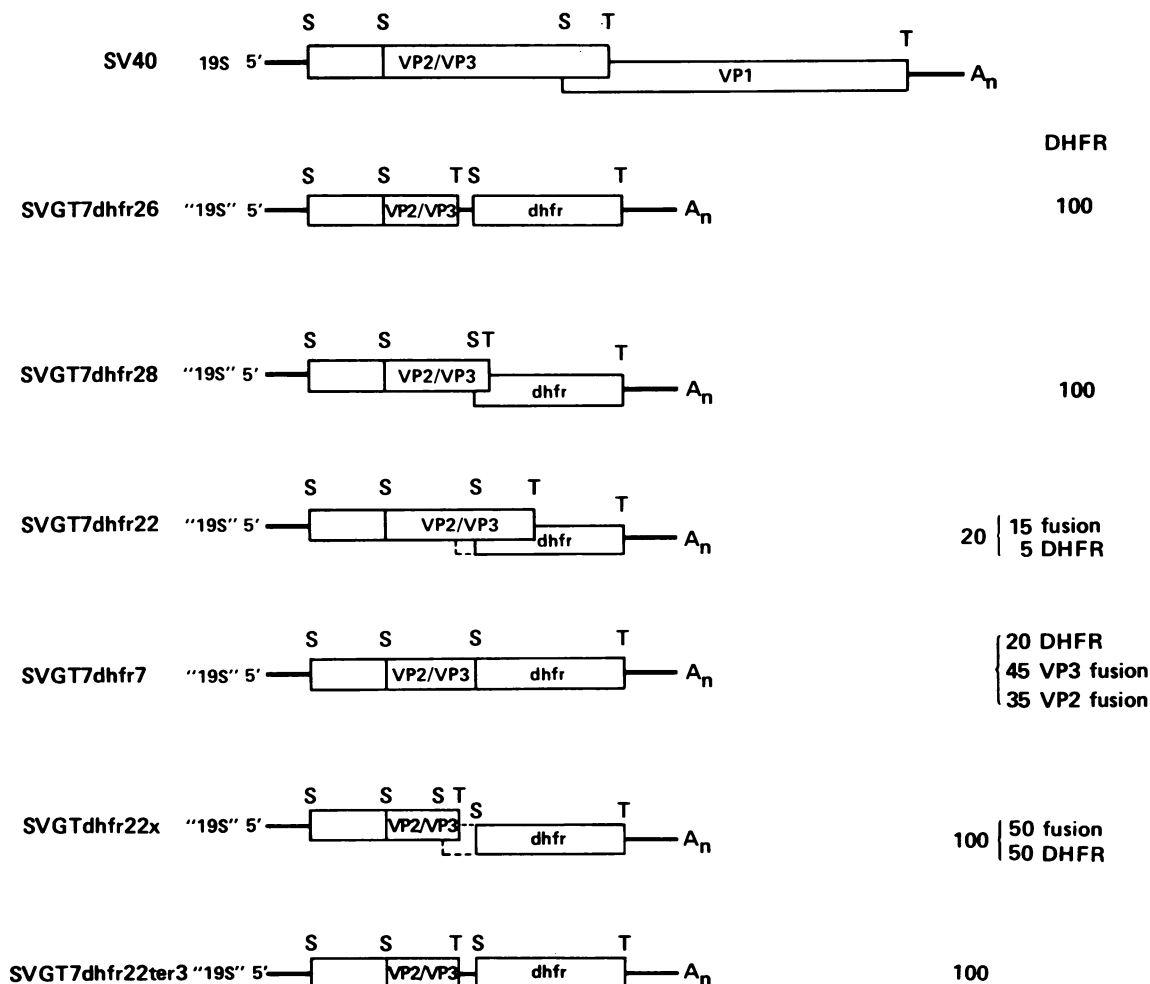 S S S T T
SV40 19S 5′ VP2/VP3 VP1 An
DHFR
S S T S T
SVGT7dhfr26 "19S" 5′ VP2/VP3 dhfr An 100
S S S T T
SVGT7dhfr28 "19S" 5′ VP2/VP3 dhfr An 100
S S S T T
SVGT7dhfr22 "19S" 5′ VP2/VP3 dhfr An 20 15 fusion
5 DHFR
S S S T
SVGT7dhfr7 "19S" 5′ VP2/VP3 dhfr An 20 DHFR
45 VP3 fusion
35 VP2 fusion
S S S T S T
SVGTdhfr22x "19S" 5′ VP2/VP3 dhfr An 100 50 fusion
50 DHFR
S S T S T
SVGT7dhfr22ter3 "19S" 5′ VP2/VP3 dhfr An 100